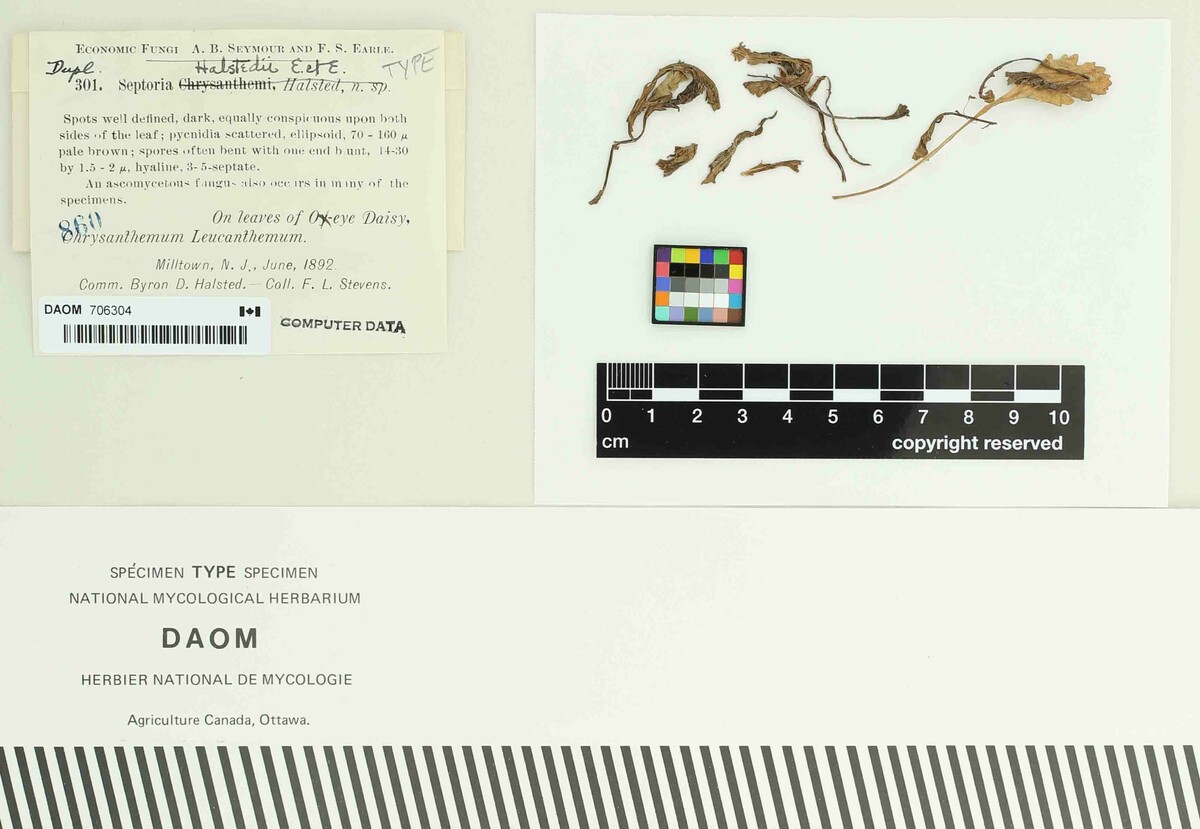 ECONOMIC FUNGI A. B. SEYMOUR AND F. S. EARLE.
Dupl. Halstedii E. et E. TYPE
301. Septoria Chrysanthemi, Halsted, n. sp.
Spots well defined, dark, equally conspicuous upon both
sides of the leaf; pycnidia scattered, ellipsoid, 70 - 160 μ
pale brown; spores often bent with one end blunt, 14-30
by 1.5 - 2 μ, hyaline, 3-5-septate.
An ascomycetous fungus also occurs in many of the
specimens.
860
On leaves of Ox-eye Daisy,
Chrysanthemum Leucanthemum.
Milltown, N. J., June, 1892.
Comm. Byron D. Halsted. — Coll. F. L. Stevens.
DAOM 706304
COMPUTER DATA
0 1 2 3 4 5 6 7 8 9 10
cm copyright reserved
SPÉCIMEN TYPE SPECIMEN
NATIONAL MYCOLOGICAL HERBARIUM
DAOM
HERBIER NATIONAL DE MYCOLOGIE
Agriculture Canada, Ottawa.